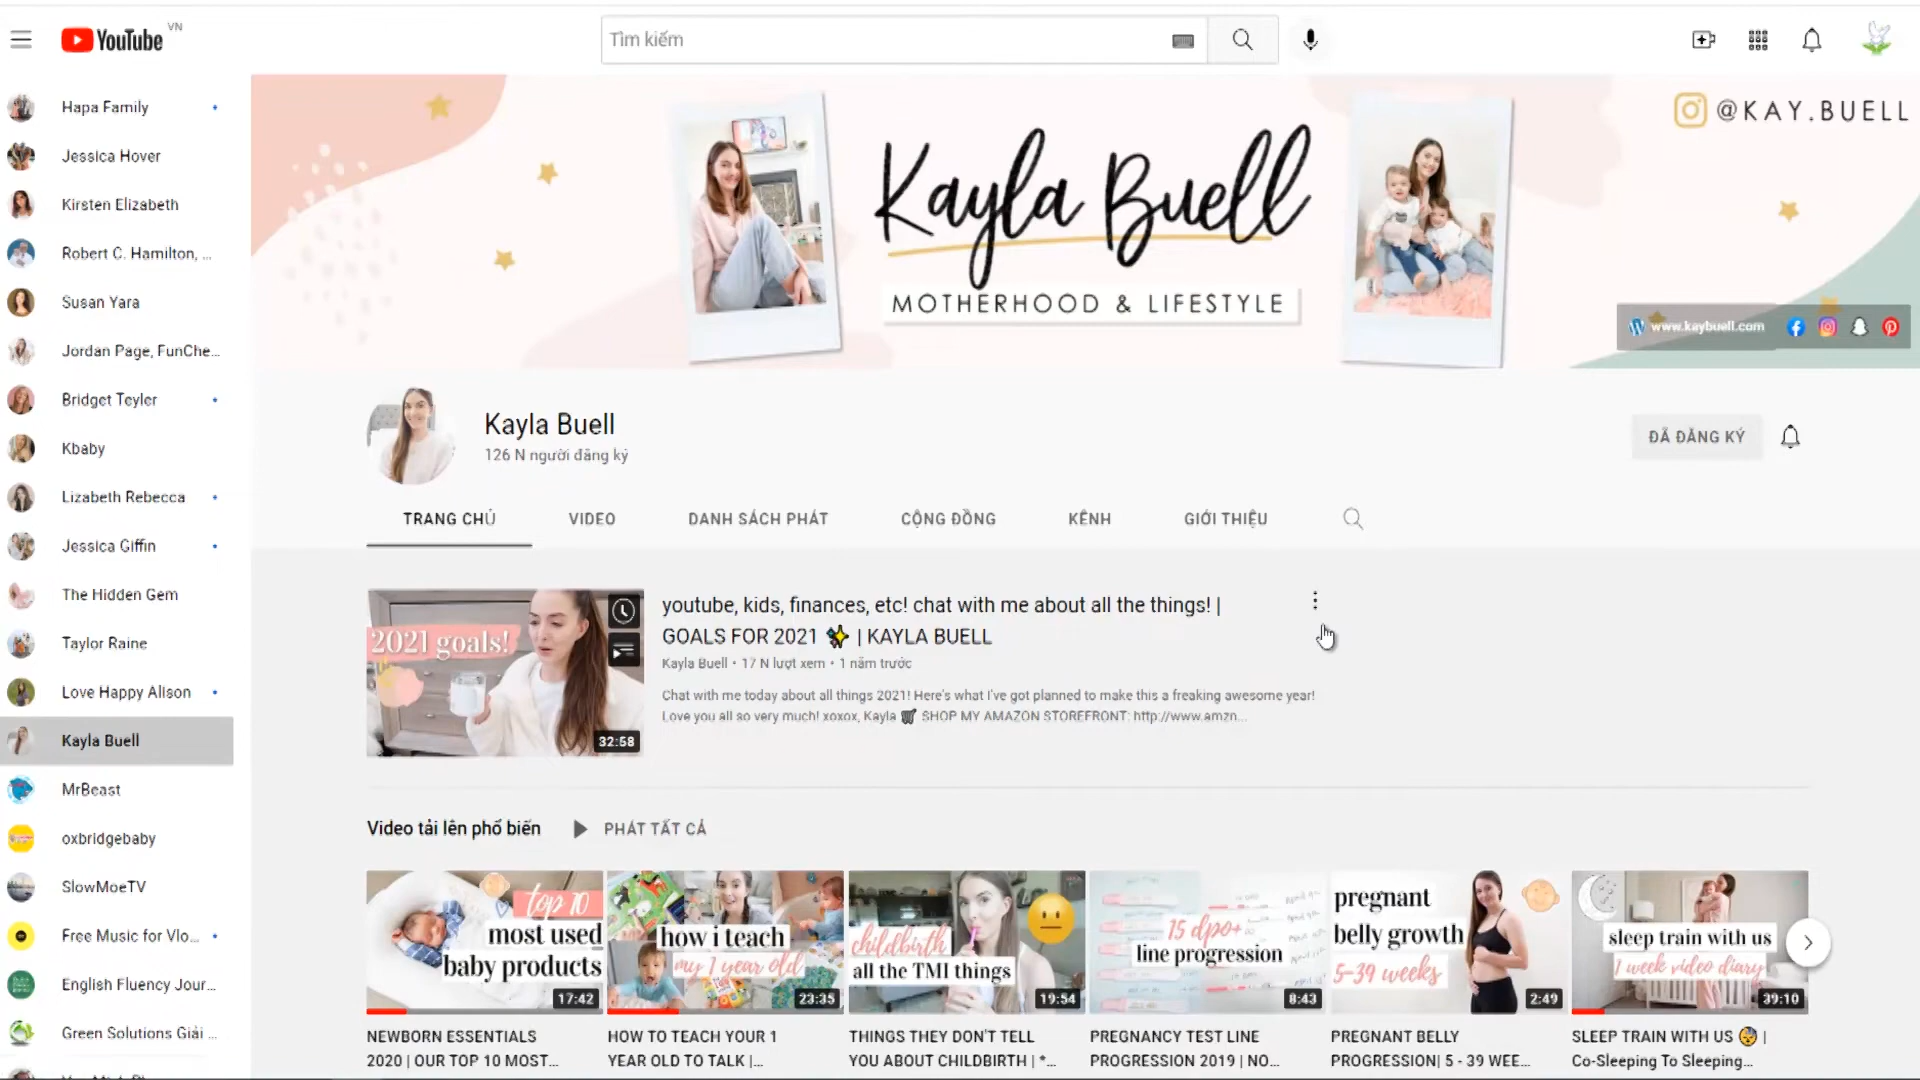 YouTube VN
Tìm kiếm
Hapa Family
Jessica Hover
Kirsten Elizabeth
Robert C. Hamilton, ...
Susan Yara
Jordan Page, FunChe...
Bridget Teyler
Kbaby
Lizabeth Rebecca
Jessica Giffin
The Hidden Gem
Taylor Raine
Love Happy Alison
Kayla Buell
MrBeast
oxbridgebaby
SlowMoeTV
Free Music for Vlo...
English Fluency Jour...
Green Solutions Giải ...
@KAY.BUELL
Kayla Buell
MOTHERHOOD & LIFESTYLE
www.kaybuell.com
Kayla Buell
126 N người đăng ký
ĐÃ ĐĂNG KÝ
TRANG CHỦ VIDEO DANH SÁCH PHÁT CỘNG ĐỒNG KÊNH GIỚI THIỆU
2021 goals!
32:58
youtube, kids, finances, etc! chat with me about all the things! |
GOALS FOR 2021 ✨ | KAYLA BUELL
Kayla Buell • 17 N lượt xem • 1 năm trước
Chat with me today about all things 2021! Here's what I've got planned to make this a freaking awesome year!
Love you all so very much! xoxox, Kayla 🛒 SHOP MY AMAZON STOREFRONT: http://www.amzn...
Video tải lên phổ biến PHÁT TẤT CẢ
top 10
most used
baby products
17:42
NEWBORN ESSENTIALS
2020 | OUR TOP 10 MOST...
how i teach
my 1 year old
23:35
HOW TO TEACH YOUR 1
YEAR OLD TO TALK |...
childbirth
all the TMI things
19:54
THINGS THEY DON'T TELL
YOU ABOUT CHILDBIRTH | *...
15 dpo+
line progression
8:43
PREGNANCY TEST LINE
PROGRESSION 2019 | NO...
pregnant
belly growth
5-39 weeks
2:49
PREGNANT BELLY
PROGRESSION| 5 - 39 WEE...
sleep train with us
1 week video diary
39:10
SLEEP TRAIN WITH US 👶 |
Co-Sleeping To Sleeping...